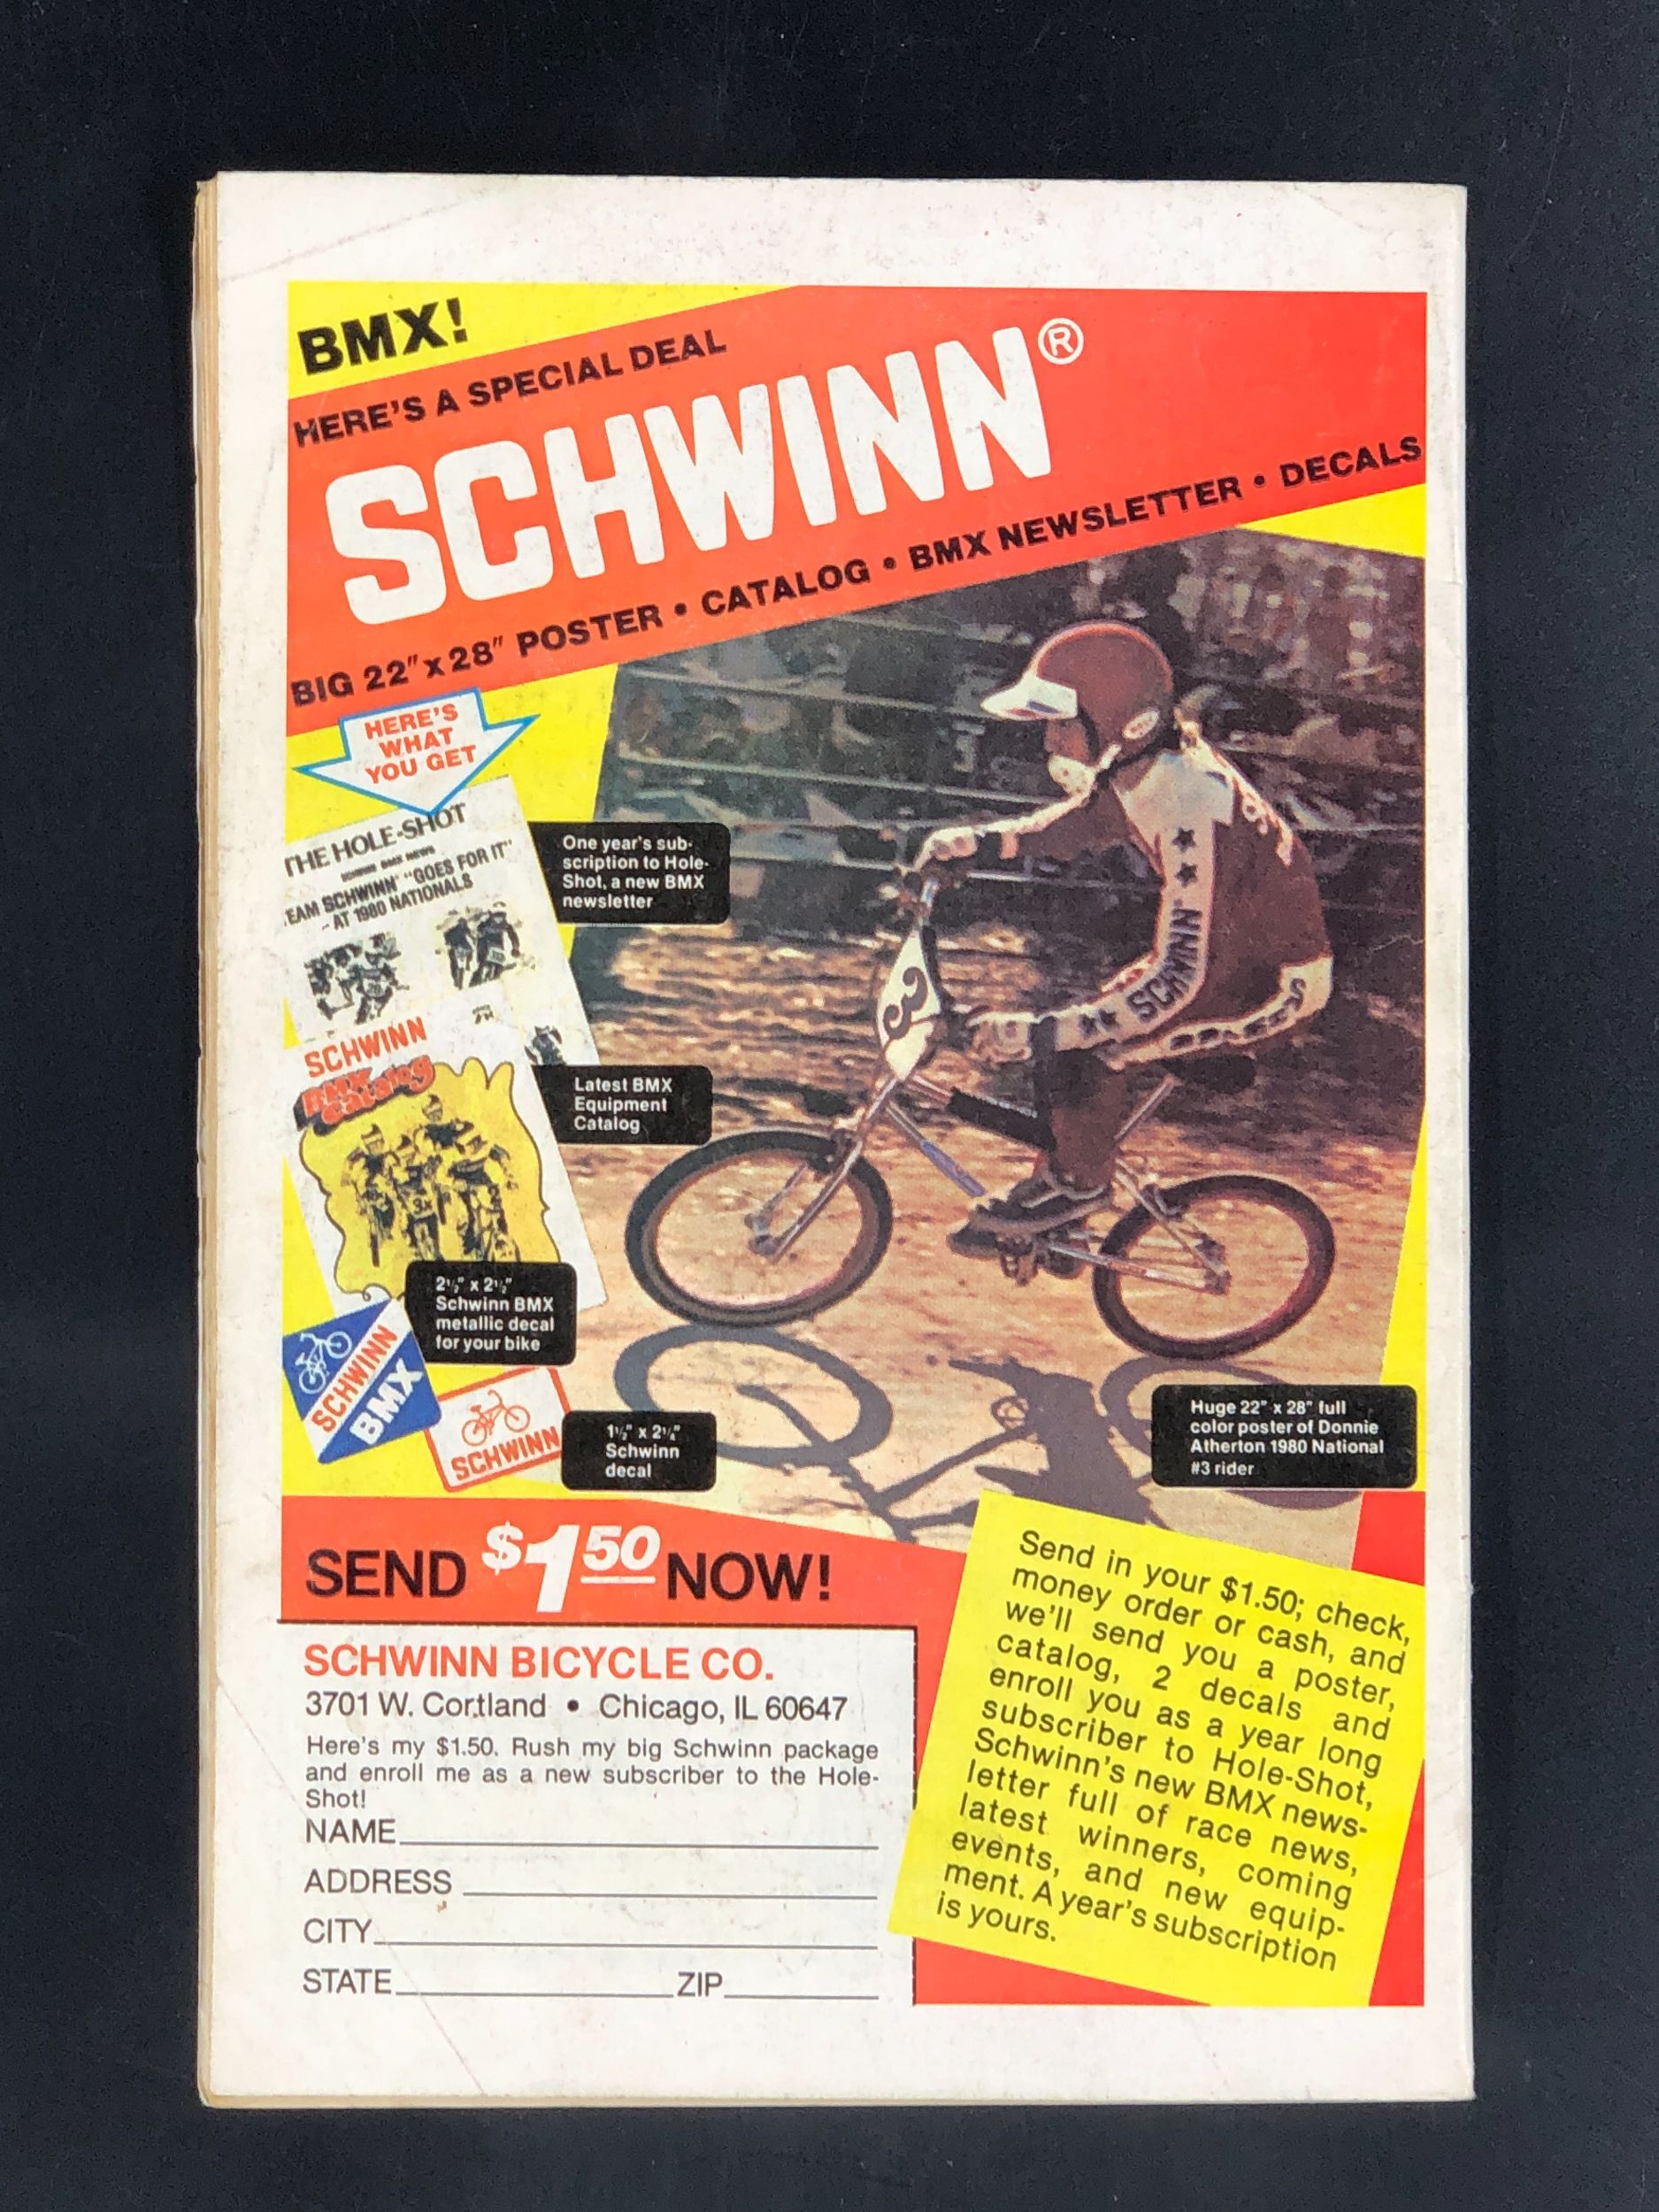 BMX!
HERE'S A SPECIAL DEAL
SCHWINN®
BIG 22" x 28" POSTER • CATALOG • BMX NEWSLETTER • DECALS
HERE'S
WHAT
YOU GET
THE HOLE-SHOT
SCHWINN BMX NEWS
EAM SCHWINN "GOES FOR IT"
- AT 1980 NATIONALS
One year's sub-
scription to Hole-
Shot, a new BMX
newsletter
SCHWINN
BMX
Catalog
Latest BMX
Equipment
Catalog
2½" x 2½"
Schwinn BMX
metallic decal
for your bike
SCHWINN
BMX
SCHWINN
1½" x 2¼"
Schwinn
decal
3
SCHWINN
Huge 22" x 28" full
color poster of Donnie
Atherton 1980 National
#3 rider
SEND $1.50 NOW!
SCHWINN BICYCLE CO.
3701 W. Cortland • Chicago, IL 60647
Here's my $1.50. Rush my big Schwinn package
and enroll me as a new subscriber to the Hole-
Shot!
NAME
ADDRESS
CITY
STATE ZIP
Send in your $1.50; check,
money order or cash, and
we'll send you a poster,
catalog, 2 decals and
enroll you as a year long
subscriber to Hole-Shot,
Schwinn's new BMX news-
letter full of race news,
latest winners, coming
events, and new equip-
ment. A year's subscription
is yours.